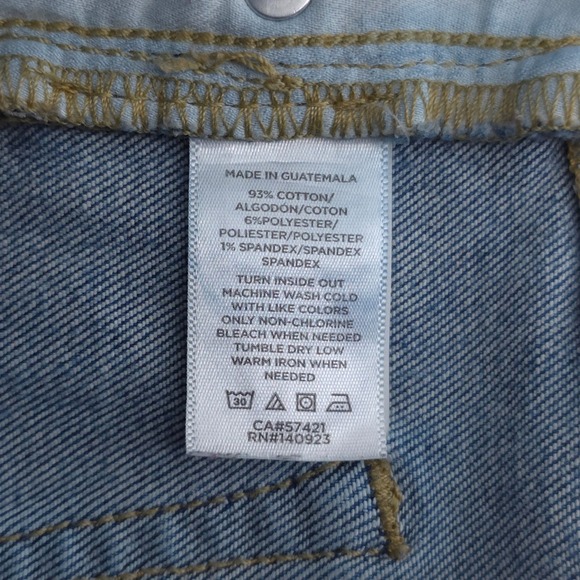 MADE IN GUATEMALA
93% COTTON/
ALGODÓN/COTON
6%POLYESTER/
POLIESTER/POLYESTER
1% SPANDEX/SPANDEX
SPANDEX
TURN INSIDE OUT
MACHINE WASH COLD
WITH LIKE COLORS
ONLY NON-CHLORINE
BLEACH WHEN NEEDED
TUMBLE DRY LOW
WARM IRON WHEN
NEEDED
30
CA#57421
RN#140923